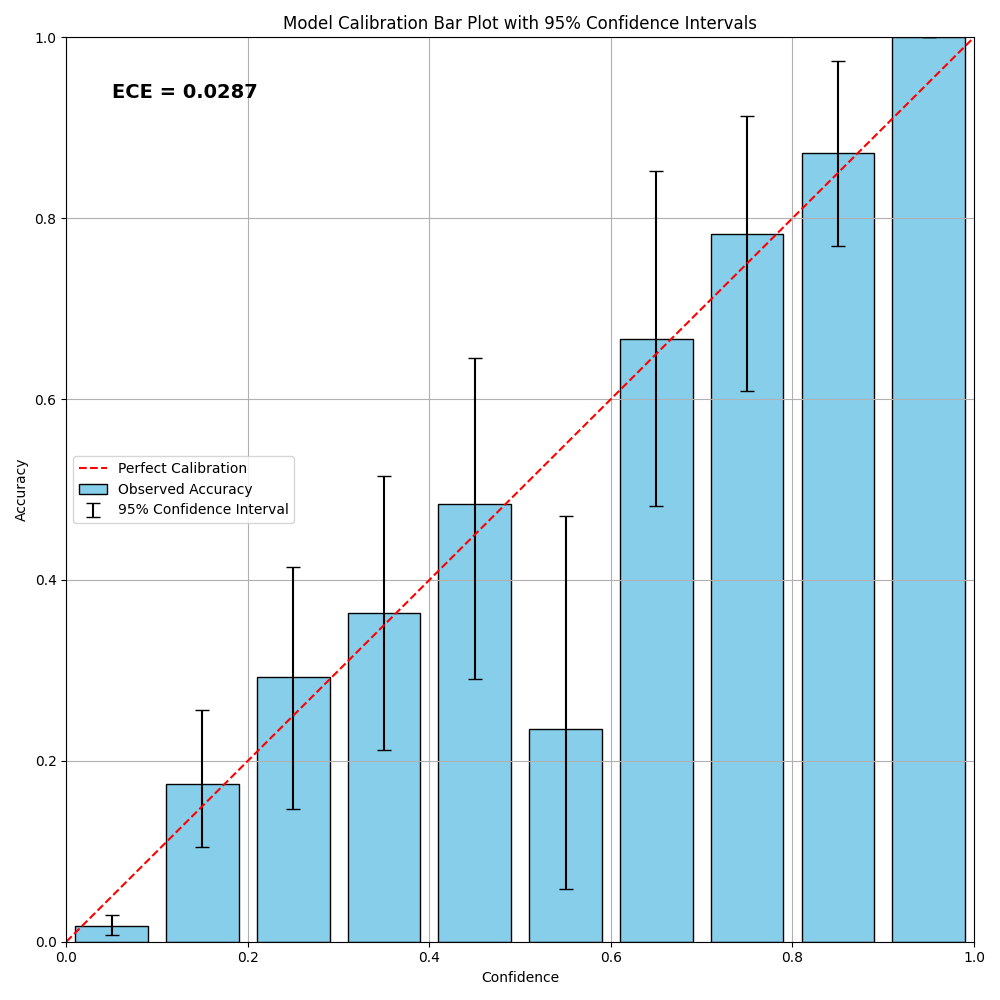 Model Calibration Bar Plot with 95% Confidence Intervals
1.0
ECE = 0.0287
0.8
0.6
Accuracy
Perfect Calibration
Observed Accuracy
95% Confidence Interval
0.4
0.2
0.0
0.0 0.2 0.4 0.6 0.8 1.0
Confidence